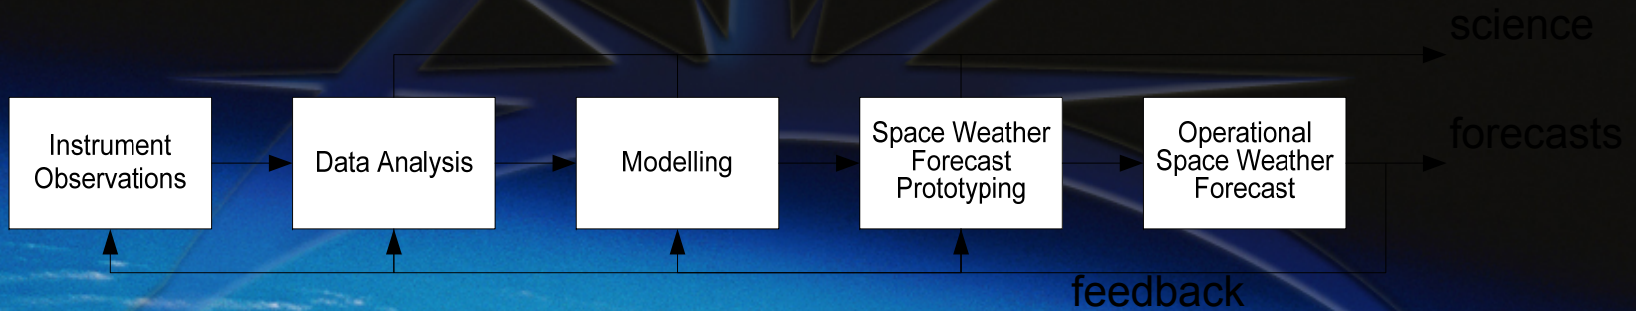 science
Instrument
Observations
Data Analysis
Modelling
Space Weather
Forecast
Prototyping
Operational
Space Weather
Forecast
forecasts
feedback